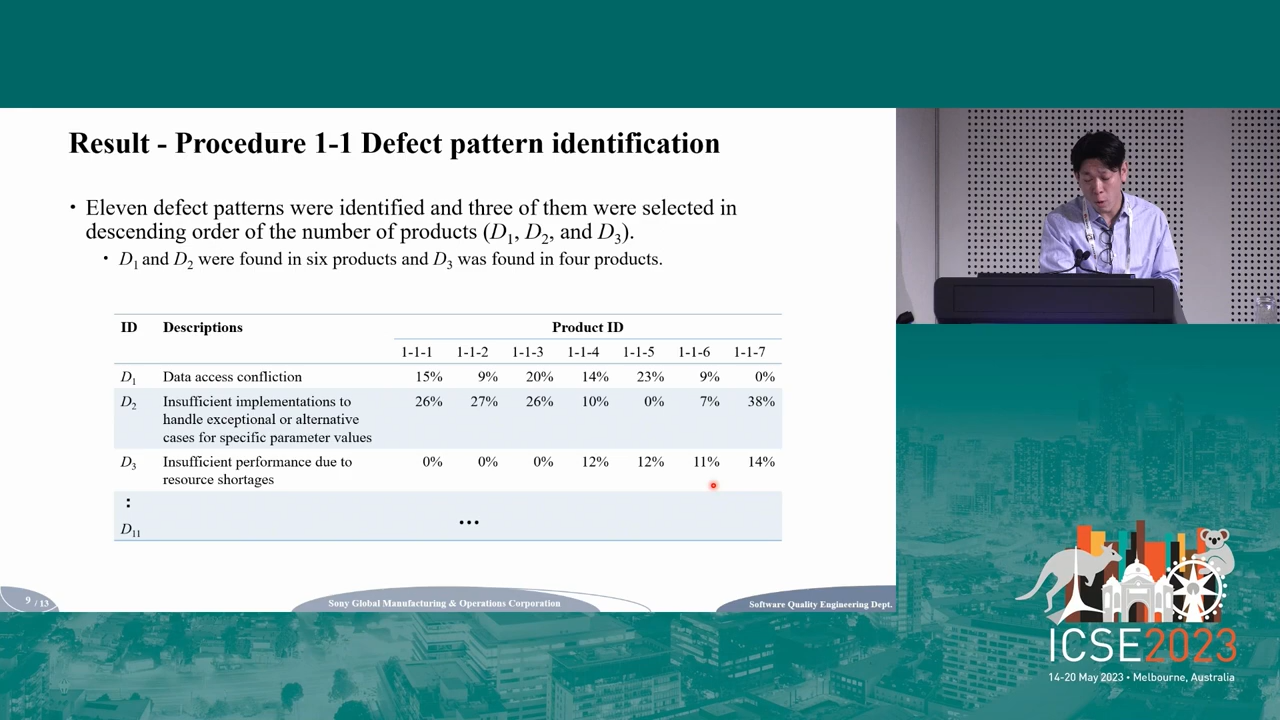 Result - Procedure 1-1 Defect pattern identification
• Eleven defect patterns were identified and three of them were selected in
descending order of the number of products (D1, D2, and D3).
• D1 and D2 were found in six products and D3 was found in four products.
ID Descriptions Product ID
1-1-1 1-1-2 1-1-3 1-1-4 1-1-5 1-1-6 1-1-7
D1 Data access confliction 15% 9% 20% 14% 23% 9% 0%
D2 Insufficient implementations to 26% 27% 26% 10% 0% 7% 38%
handle exceptional or alternative
cases for specific parameter values
D3 Insufficient performance due to 0% 0% 0% 12% 12% 11% 14%
resource shortages
:
...
D11
9 / 13
Sony Global Manufacturing & Operations Corporation
Software Quality Engineering Dept.
ICSE2023
14-20 May 2023 • Melbourne, Australia